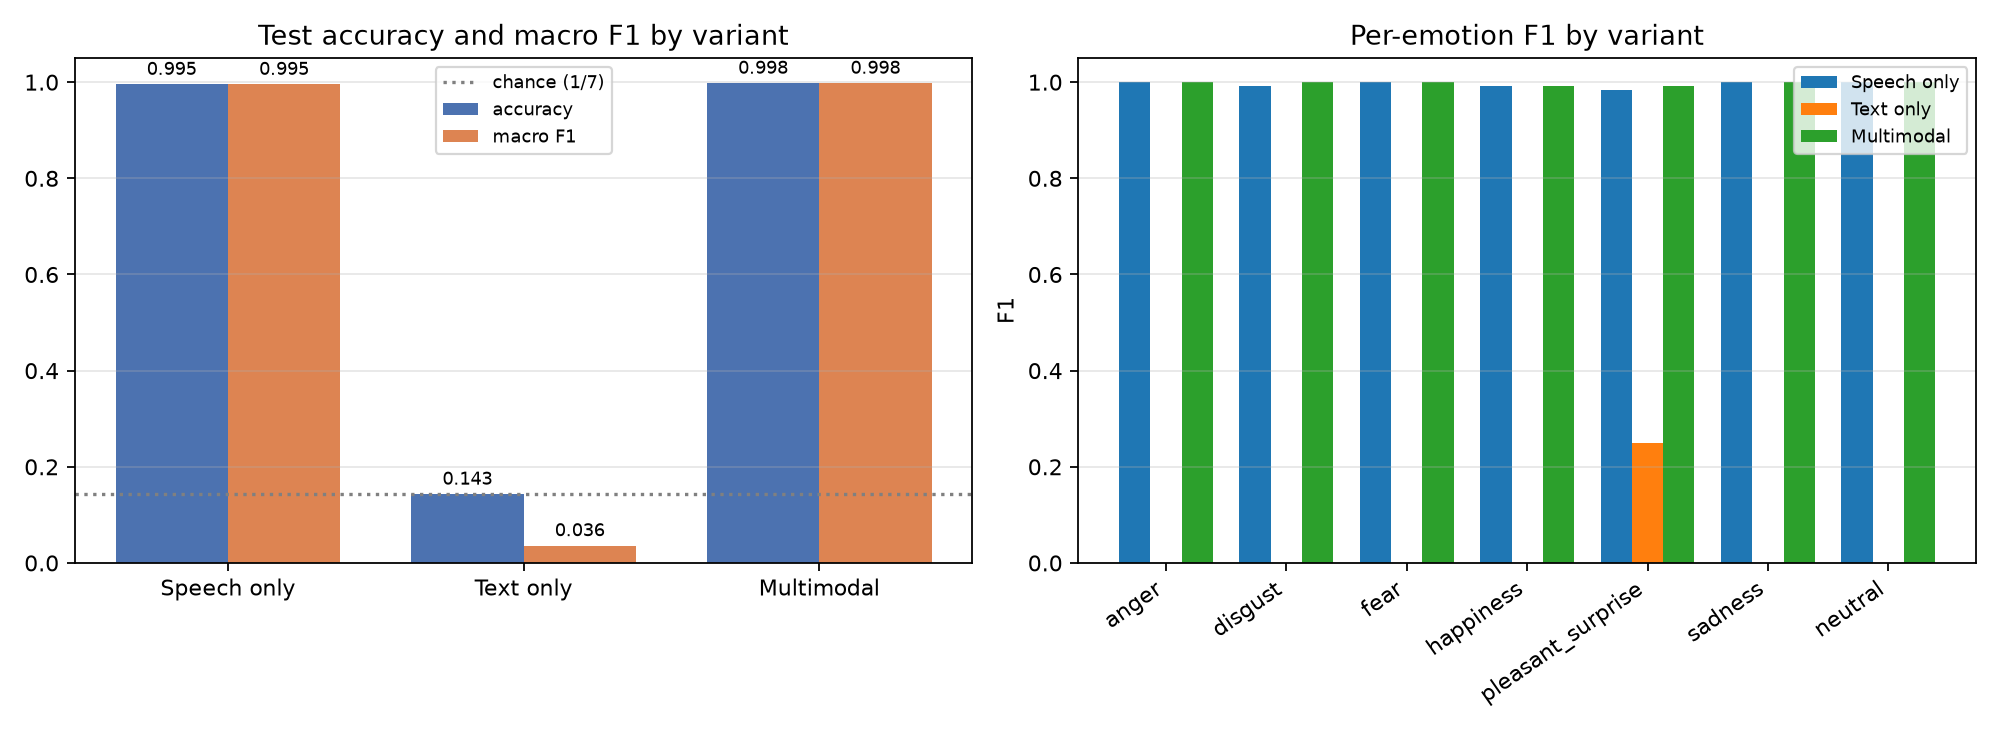 Test accuracy and macro F1 by variant
1.0
0.8
0.6
0.4
0.2
0.0
0.995
0.995
0.143
0.036
0.998
0.998
chance (1/7)
accuracy
macro F1
Speech only
Text only
Multimodal
Per-emotion F1 by variant
F1
1.0
0.8
0.6
0.4
0.2
0.0
Speech only
Text only
Multimodal
anger
disgust
fear
happiness
pleasant_surprise
sadness
neutral